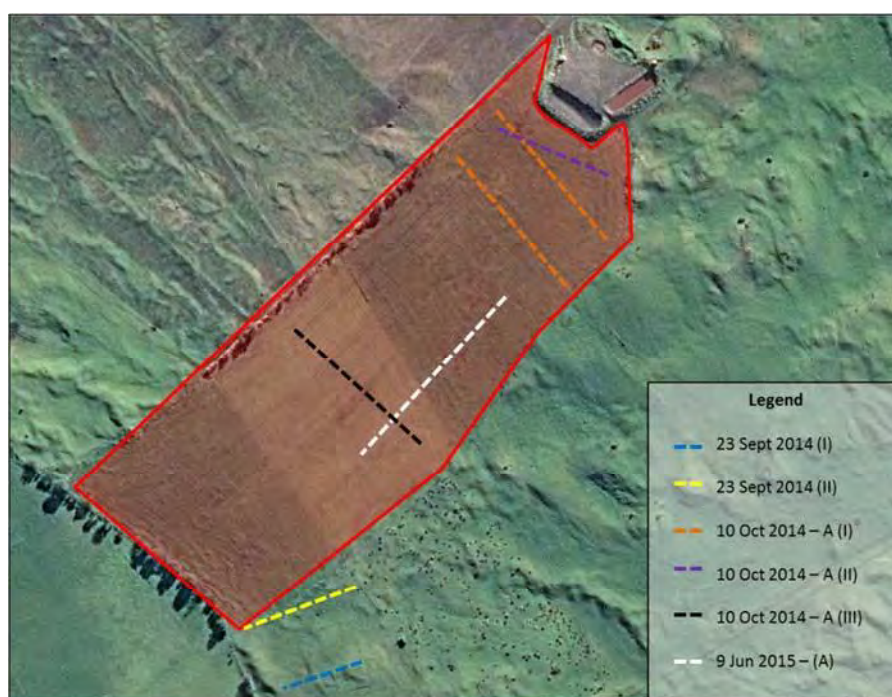 Legend
23 Sept 2014 (I)
23 Sept 2014 (II)
10 Oct 2014 – A (I)
10 Oct 2014 – A (II)
10 Oct 2014 – A (III)
9 Jun 2015 – (A)